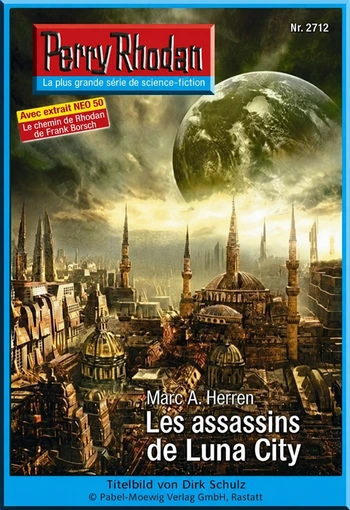 Nr. 2712
Perry Rhodan
La plus grande série de science-fiction
Avec extrait NEO 50
Le chemin de Rhodan
de Frank Borsch
Marc A. Herren
Les assassins
de Luna City
Titelbild von Dirk Schulz
© Pabel-Moewig Verlag GmbH, Rastatt